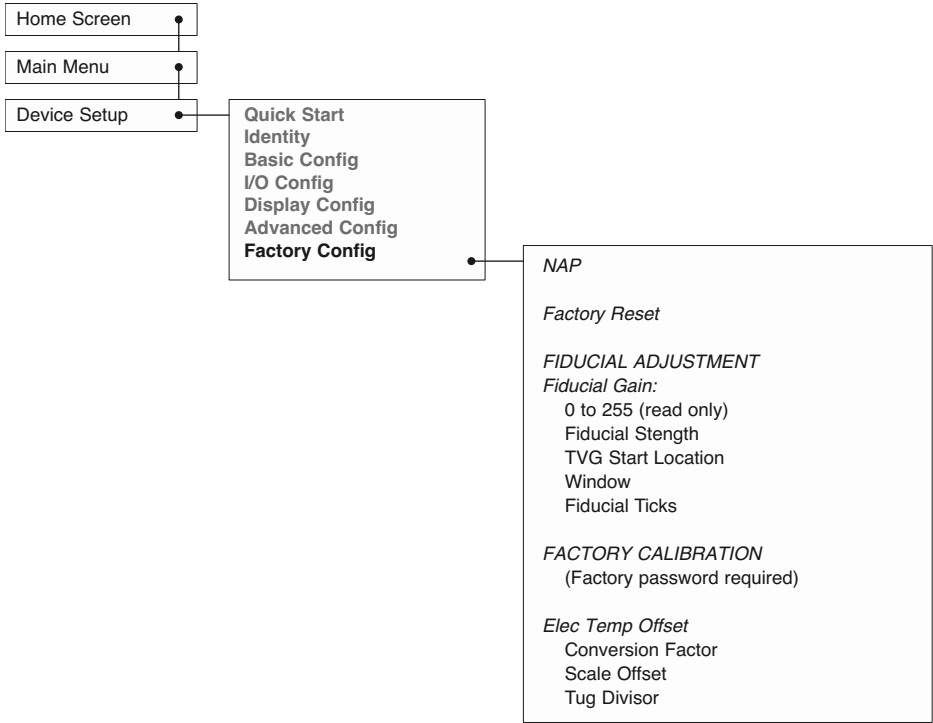 Home Screen
Main Menu
Device Setup
Quick Start
Identity
Basic Config
I/O Config
Display Config
Advanced Config
Factory Config
NAP
Factory Reset
FIDUCIAL ADJUSTMENT
Fiducial Gain:
0 to 255 (read only)
Fiducial Stength
TVG Start Location
Window
Fiducial Ticks
FACTORY CALIBRATION
(Factory password required)
Elec Temp Offset
Conversion Factor
Scale Offset
Tug Divisor